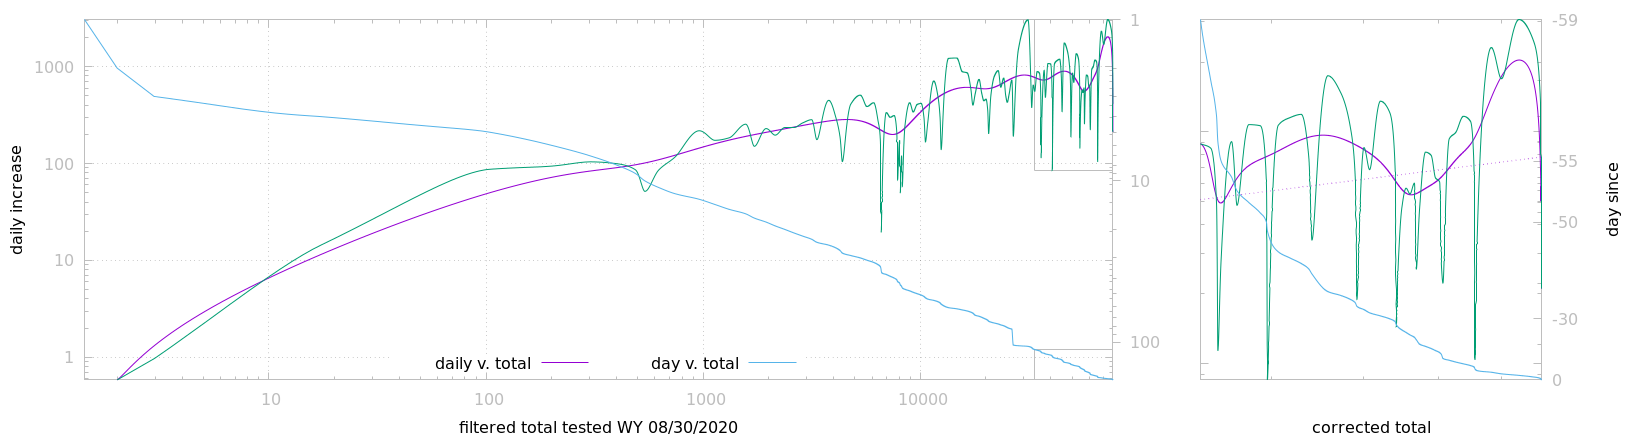 1000
100
10
1
daily increase
10
100
1000
10000
1
10
100
daily v. total
day v. total
filtered total tested WY 08/30/2020
-59
-55
-50
-30
0
day since
corrected total